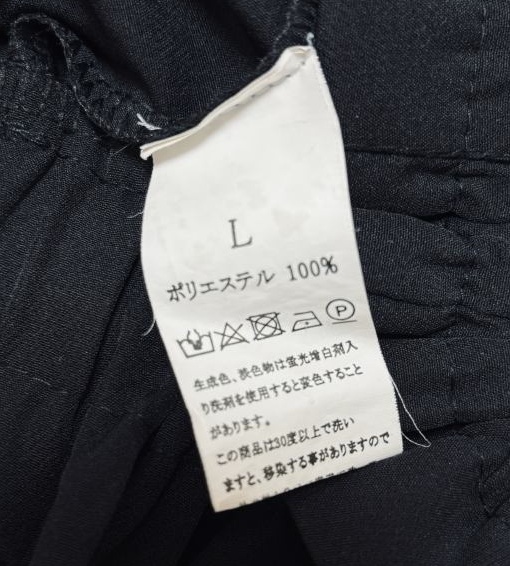 L
ポリエステル 100%
P
生成色、淡色物は蛍光増白剤入
り洗剤を使用すると変色すること
があります。
この商品は30度以上で洗い
ますと、移染する事がありますので